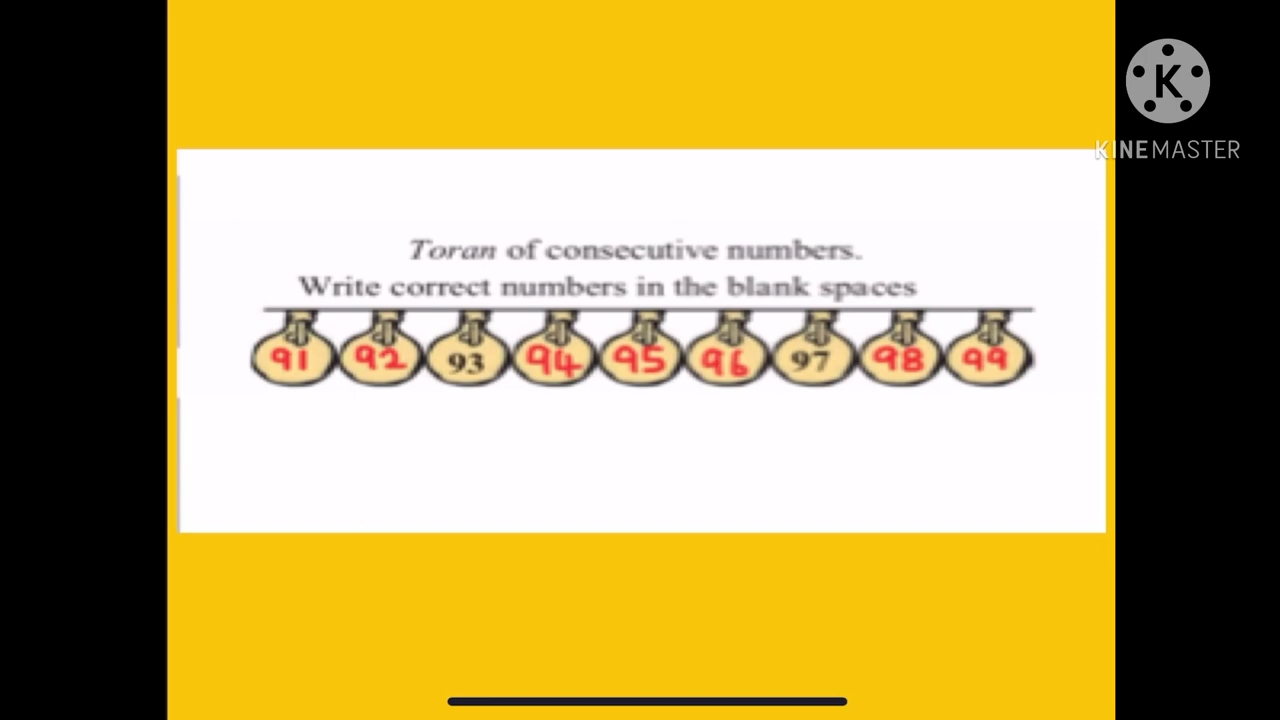 K
KINEMASTER
Toran of consecutive numbers.
Write correct numbers in the blank spaces
91 92 93 94 95 96 97 98 99